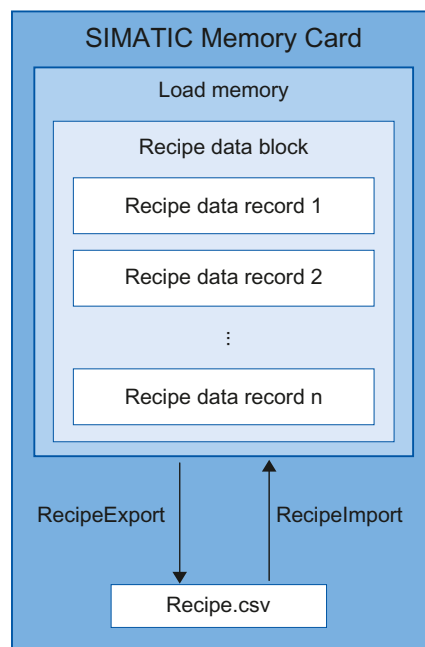 SIMATIC Memory Card
Load memory
Recipe data block
Recipe data record 1
Recipe data record 2
⋮
Recipe data record n
RecipeExport
RecipeImport
Recipe.csv